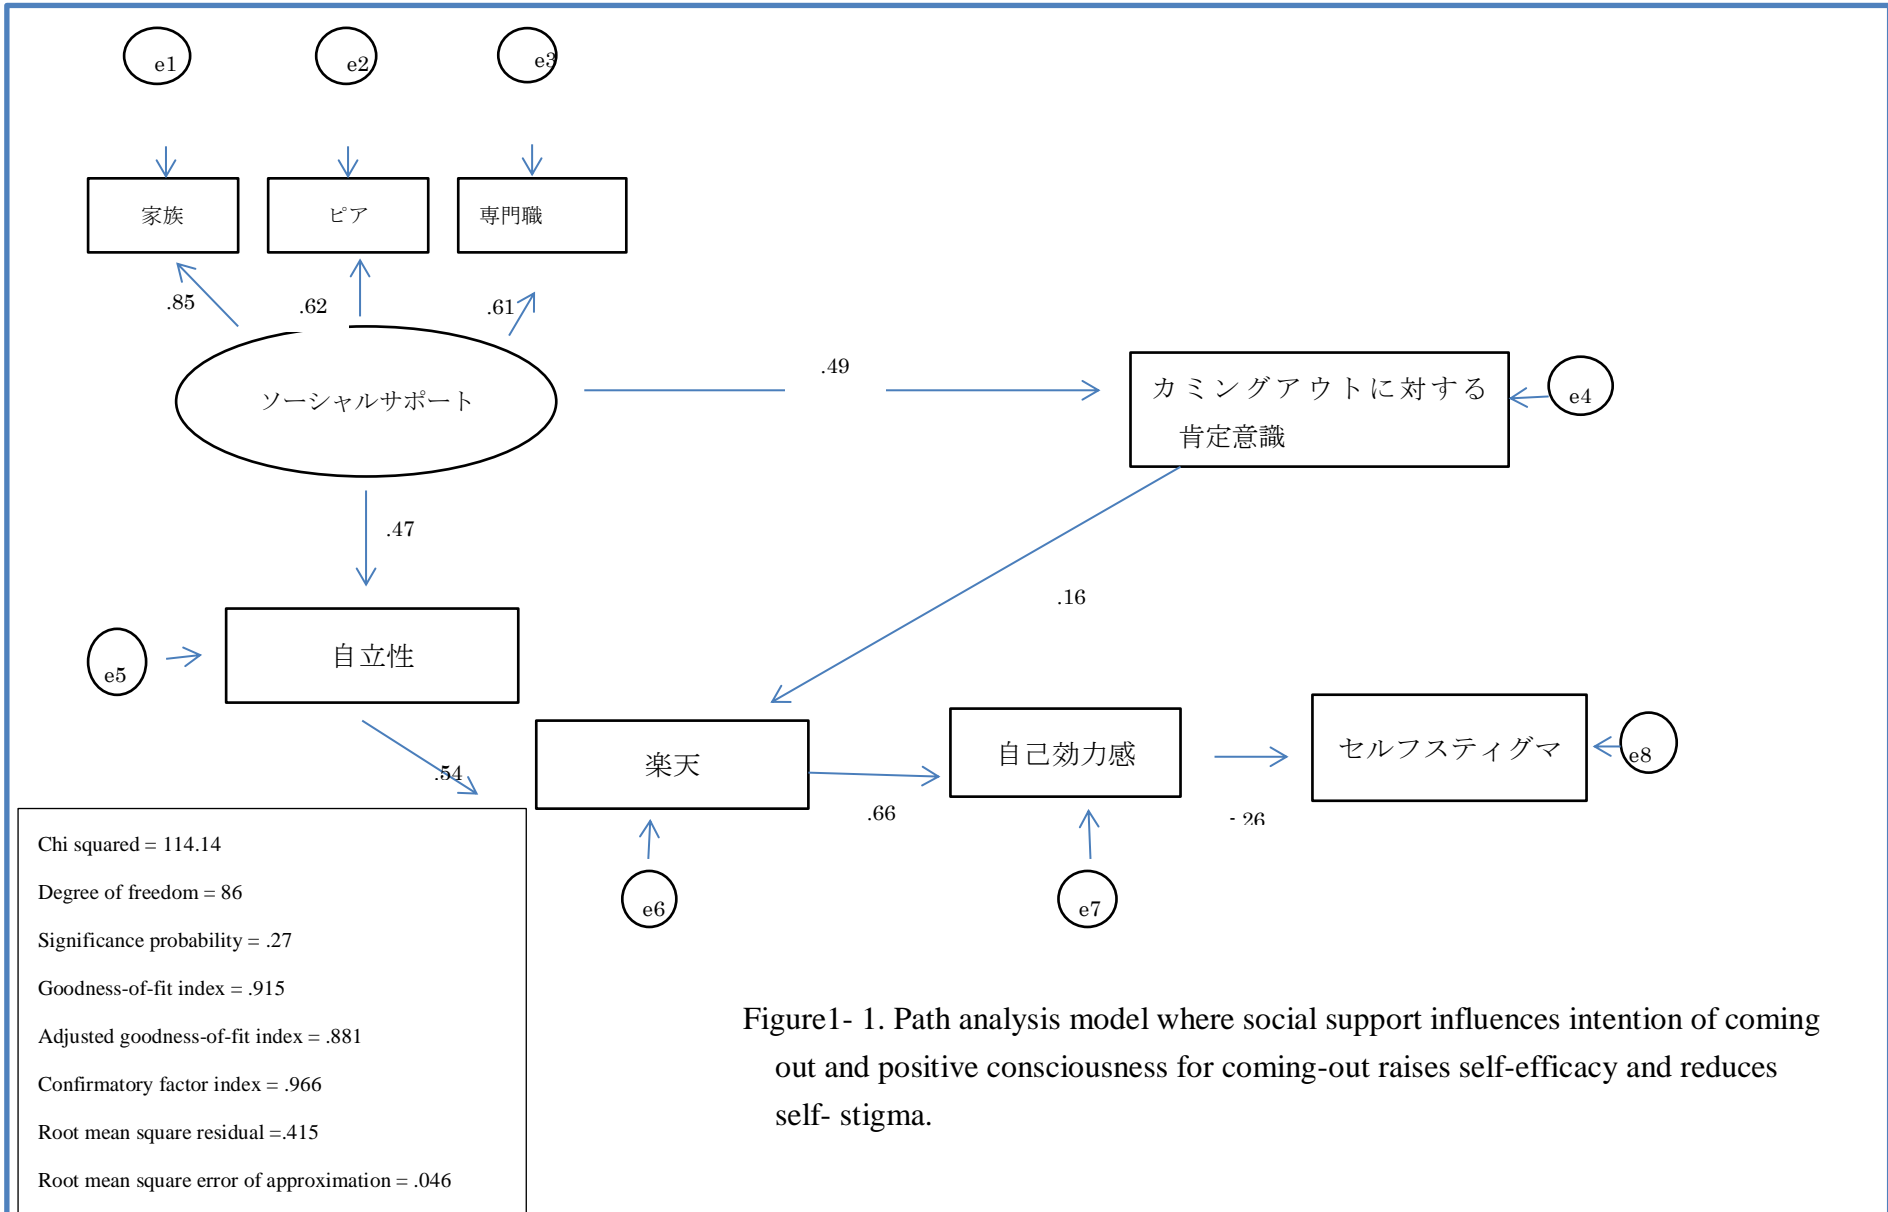 e1
e2
e3
家族
ピア
専門職
.85
.62
.61
ソーシャルサポート
.49
カミングアウトに対する
肯定意識
e4
.47
.16
自立性
e5
.54
楽天
.66
自己効力感
-.26
セルフスティグマ
e8
e6
e7
Chi squared = 114.14
Degree of freedom = 86
Significance probability = .27
Goodness-of-fit index = .915
Adjusted goodness-of-fit index = .881
Confirmatory factor index = .966
Root mean square residual =.415
Root mean square error of approximation = .046
Figure1- 1. Path analysis model where social support influences intention of coming
out and positive consciousness for coming-out raises self-efficacy and reduces
self- stigma.